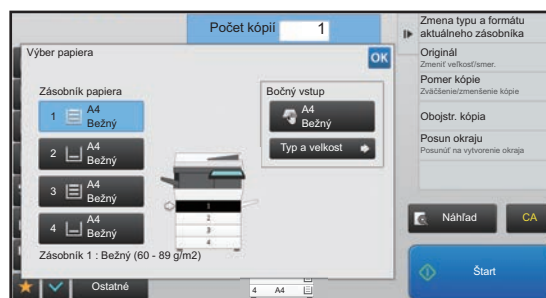 Počet kópií 1
Výber papiera
OK
Zásobník papiera
1 A4
Bežný
2 A4
Bežný
3 A4
Bežný
4 A4
Bežný
Zásobník 1 : Bežný (60 - 89 g/m2)
Bočný vstup
A4
Bežný
Typ a velkost
1
2
3
4
Ostatné
4 A4
Zmena typu a formátu
aktuálneho zásobníka
Originál
Zmeniť veľkosť/smer.
Pomer kópie
Zväčšenie/zmenšenie kópie
Obojstr. kópia
Posun okraju
Posunúť na vytvorenie okraja
Náhľad
CA
Štart